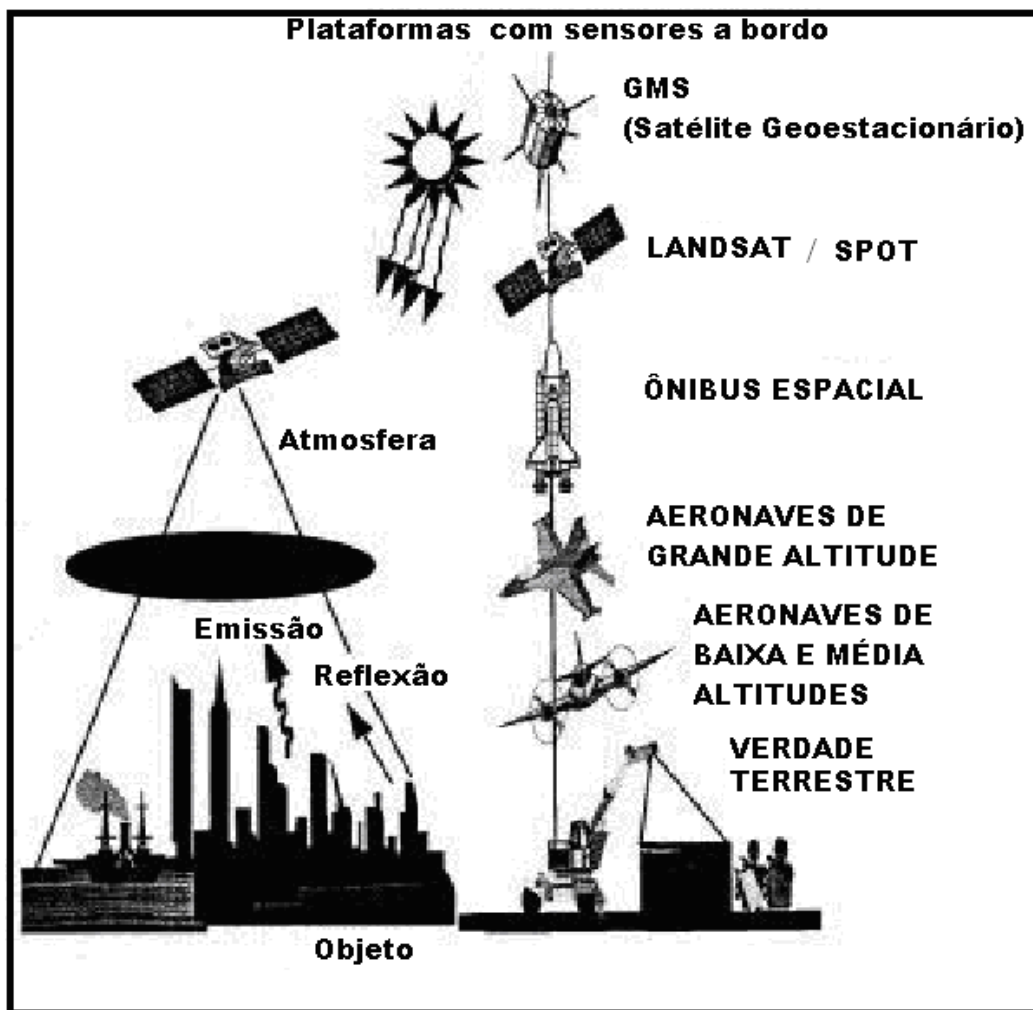 Plataformas com sensores a bordo
GMS
(Satélite Geoestacionário)
LANDSAT / SPOT
ÔNIBUS ESPACIAL
Atmosfera
AERONAVES DE
GRANDE ALTITUDE
Emissão
Reflexão
AERONAVES DE
BAIXA E MÉDIA
ALTITUDES
VERDADE
TERRESTRE
Objeto